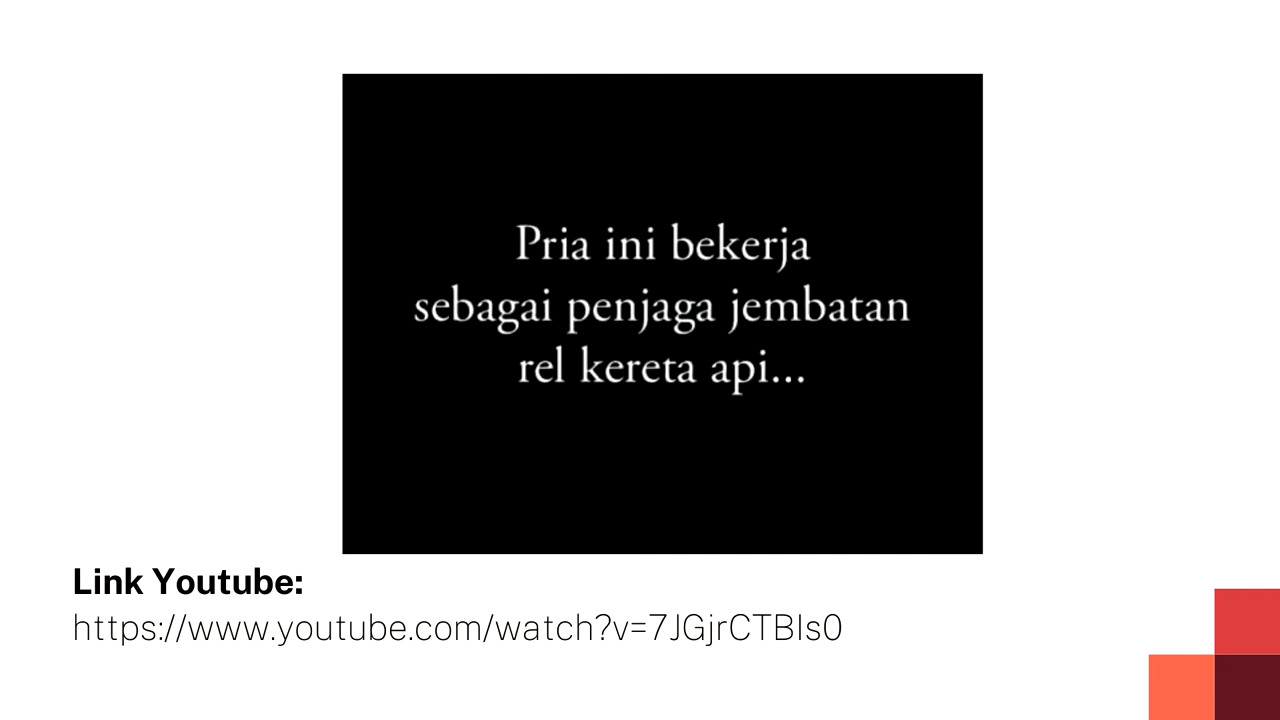 Pria ini bekerja
sebagai penjaga jembatan
rel kereta api...
Link Youtube:
https://www.youtube.com/watch?v=7JGjrCTBIs0